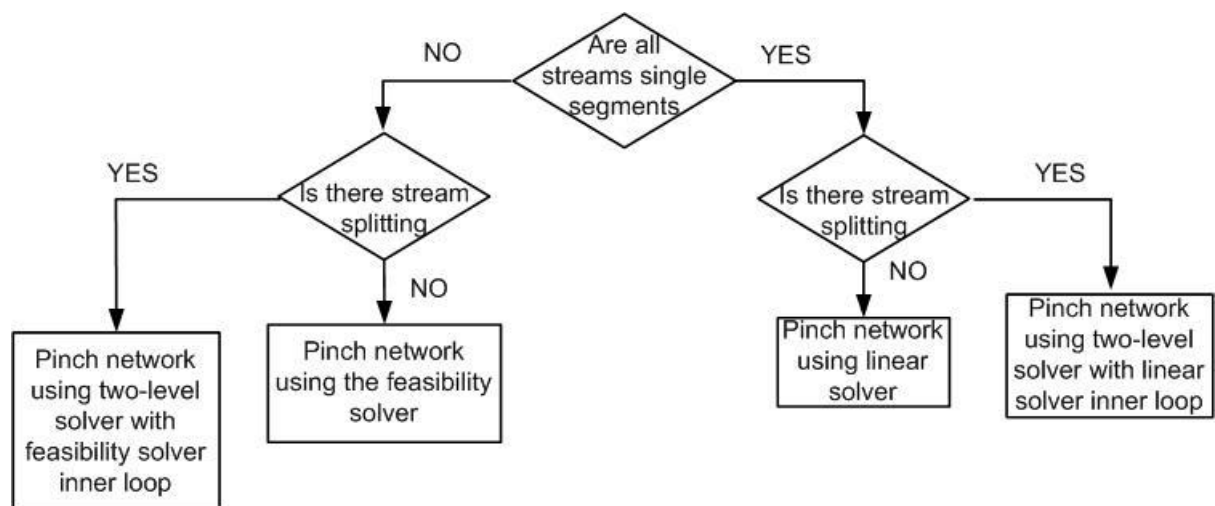 Are all
streams single
segments
NO
YES
Is there stream
splitting
YES
NO
Is there stream
splitting
YES
NO
Pinch network
using two-level
solver with
feasibility solver
inner loop
Pinch network
using the feasibility
solver
Pinch network
using linear
solver
Pinch network
using two-level
solver with linear
solver inner loop